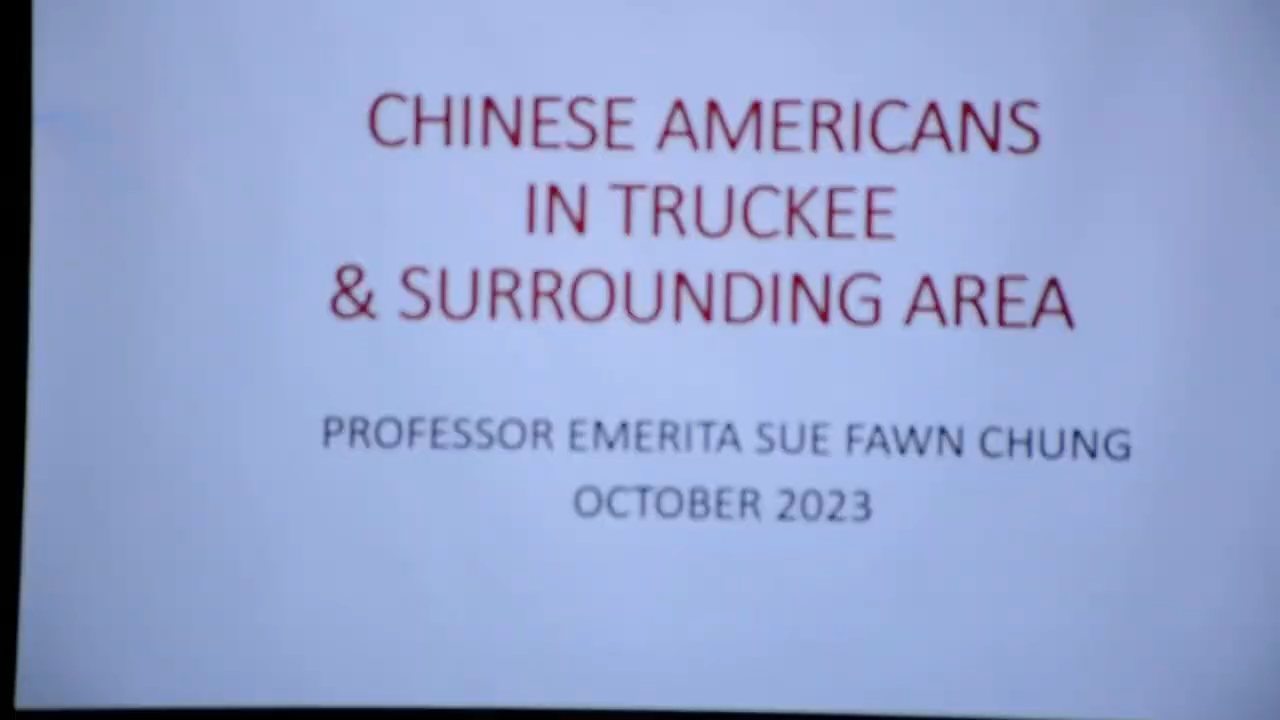 CHINESE AMERICANS
IN TRUCKEE
& SURROUNDING AREA
PROFESSOR EMERITA SUE FAWN CHUNG
OCTOBER 2023